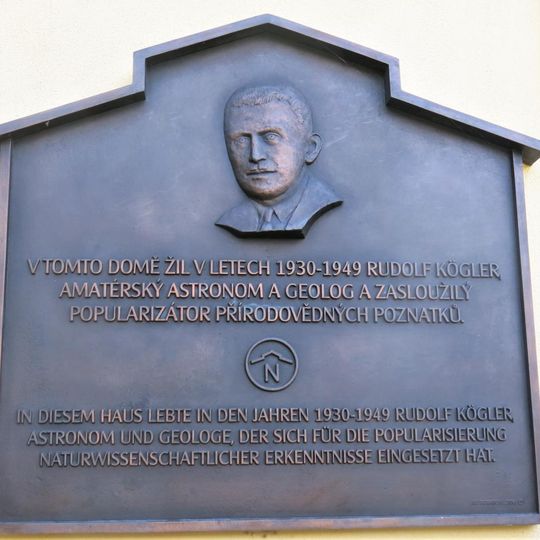 V TOMTO DOMĚ ŽIL V LETECH 1930-1949 RUDOLF KÖGLER,
AMATÉRSKÝ ASTRONOM A GEOLOG A ZASLOUŽILÝ
POPULARIZÁTOR PŘÍRODOVĚDNÝCH POZNATKŮ.
N
IN DIESEM HAUS LEBTE IN DEN JAHREN 1930-1949 RUDOLF KÖGLER,
ASTRONOM UND GEOLOGE, DER SICH FÜR DIE POPULARISIERUNG
NATURWISSENSCHAFTLICHER ERKENNTNISSE EINGESETZT HAT.